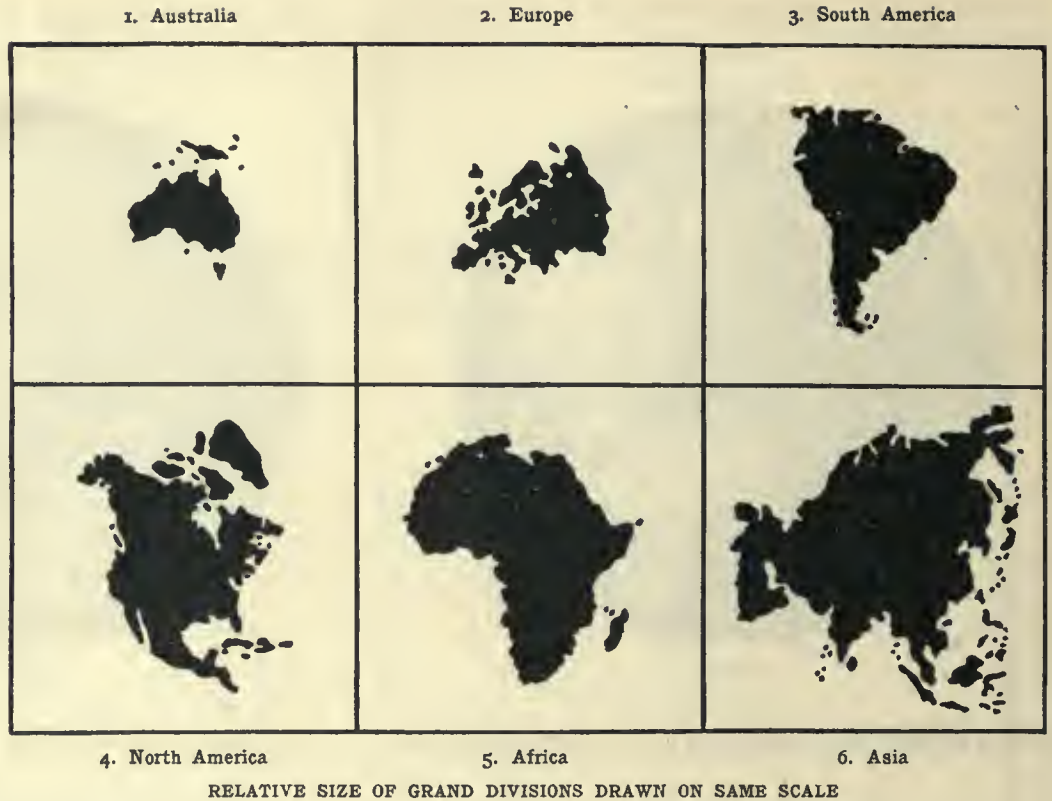 1. Australia
2. Europe
3. South America
4. North America
5. Africa
6. Asia
RELATIVE SIZE OF GRAND DIVISIONS DRAWN ON SAME SCALE